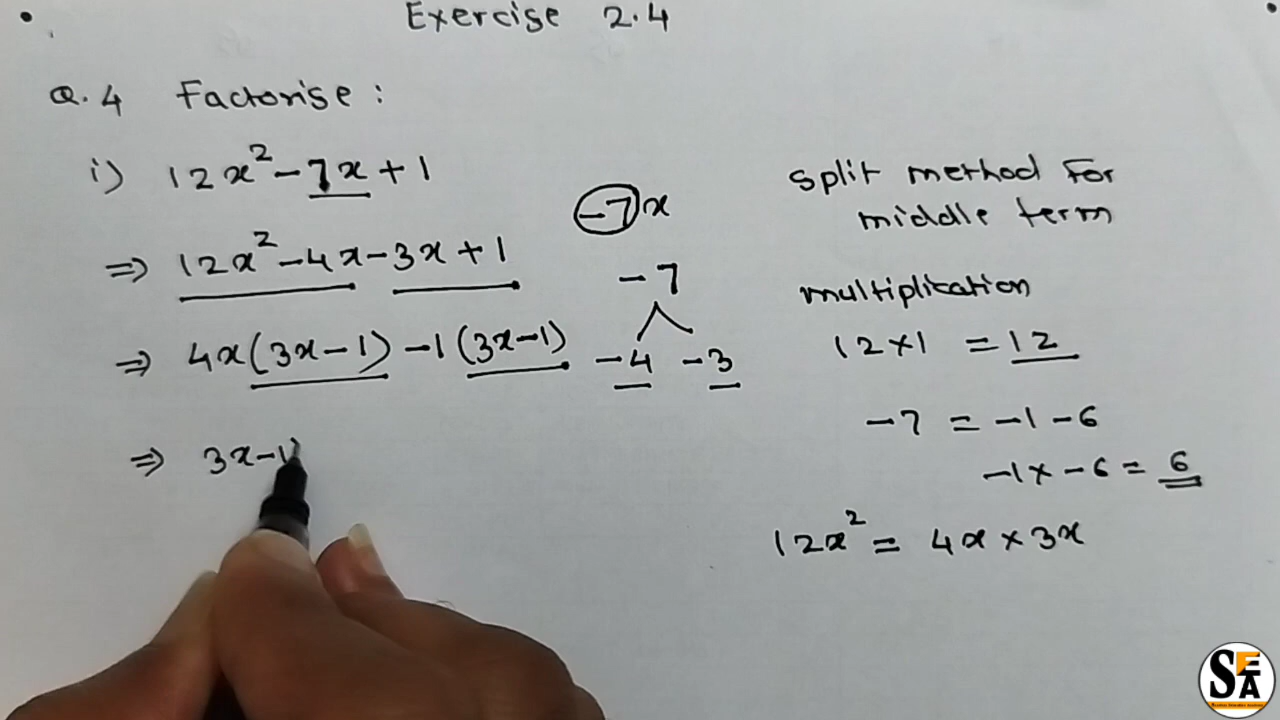 Exercise 2.4
Q.4 Factorise :
i) 12x² - 7x + 1
⇒ 12x² - 4x - 3x + 1
⇒ 4x(3x - 1) - 1(3x - 1)
⇒ 3x - 1
-7x
-7
-4 -3
split method for
middle term
multiplication
12×1 = 12
-7 = -1 - 6
-1 × -6 = 6
12x² = 4x × 3x
SEA